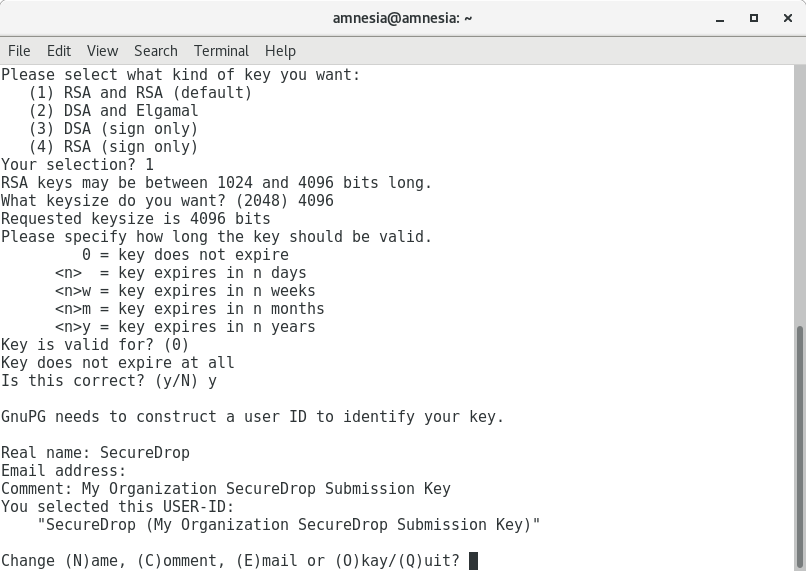 amnesia@amnesia: ~
File Edit View Search Terminal Help
Please select what kind of key you want:
   (1) RSA and RSA (default)
   (2) DSA and Elgamal
   (3) DSA (sign only)
   (4) RSA (sign only)
Your selection? 1
RSA keys may be between 1024 and 4096 bits long.
What keysize do you want? (2048) 4096
Requested keysize is 4096 bits
Please specify how long the key should be valid.
         0 = key does not expire
      <n>  = key expires in n days
      <n>w = key expires in n weeks
      <n>m = key expires in n months
      <n>y = key expires in n years
Key is valid for? (0)
Key does not expire at all
Is this correct? (y/N) y

GnuPG needs to construct a user ID to identify your key.

Real name: SecureDrop
Email address:
Comment: My Organization SecureDrop Submission Key
You selected this USER-ID:
    "SecureDrop (My Organization SecureDrop Submission Key)"

Change (N)ame, (C)omment, (E)mail or (O)kay/(Q)uit?